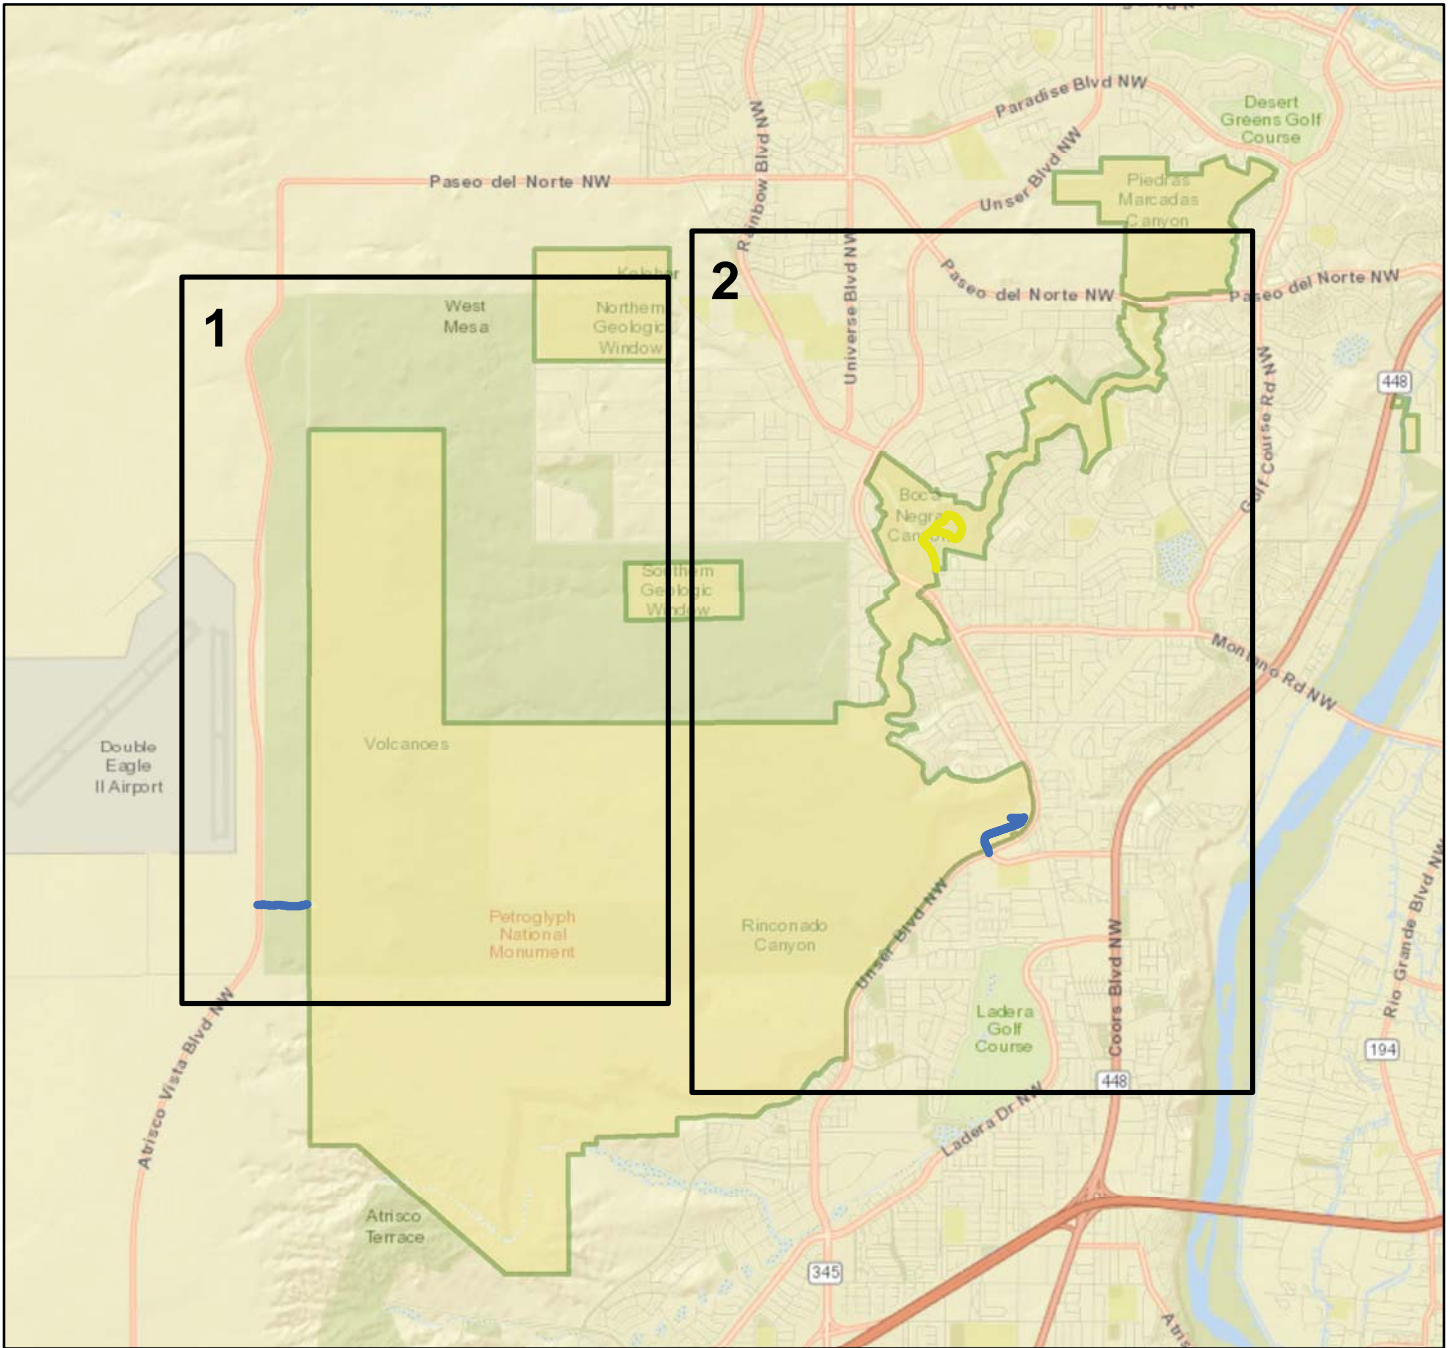 Paradise Blvd NW
Desert
Greens Golf
Course
Rainbow Blvd NW
Unser Blvd NW
Paseo del Norte NW
Piedras
Marcadas
Canyon
Universe Blvd NW
2
Paseo del Norte NW
Paseo del Norte NW
1
West
Mesa
Northern
Geologic
Window
448
Golf Course Rd NW
Boca
Negra
Canyon
Southern
Geologic
Window
Montano Rd NW
Double
Eagle
II Airport
Volcanoes
Petroglyph
National
Monument
Rinconado
Canyon
Unser Blvd NW
Coors Blvd NW
Rio Grande Blvd NW
Atrisco Vista Blvd NW
Ladera
Golf
Course
194
448
Ladera Dr NW
Atrisco
Terrace
345